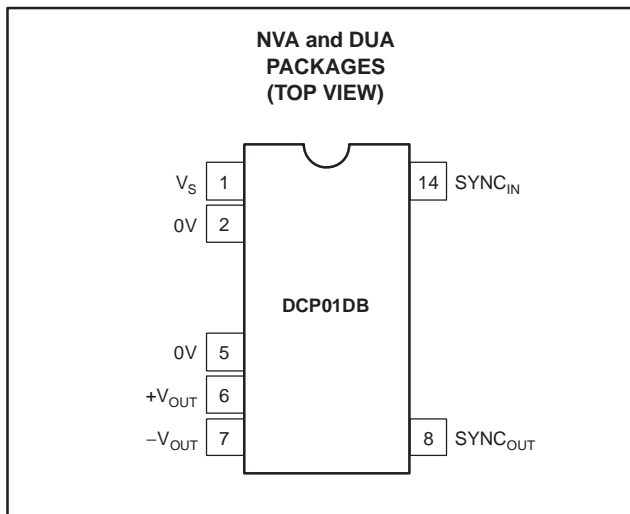 NVA and DUA
PACKAGES
(TOP VIEW)
V_S 1 14 SYNC_IN
0V 2
DCP01DB
0V 5
+V_OUT 6
−V_OUT 7 8 SYNC_OUT